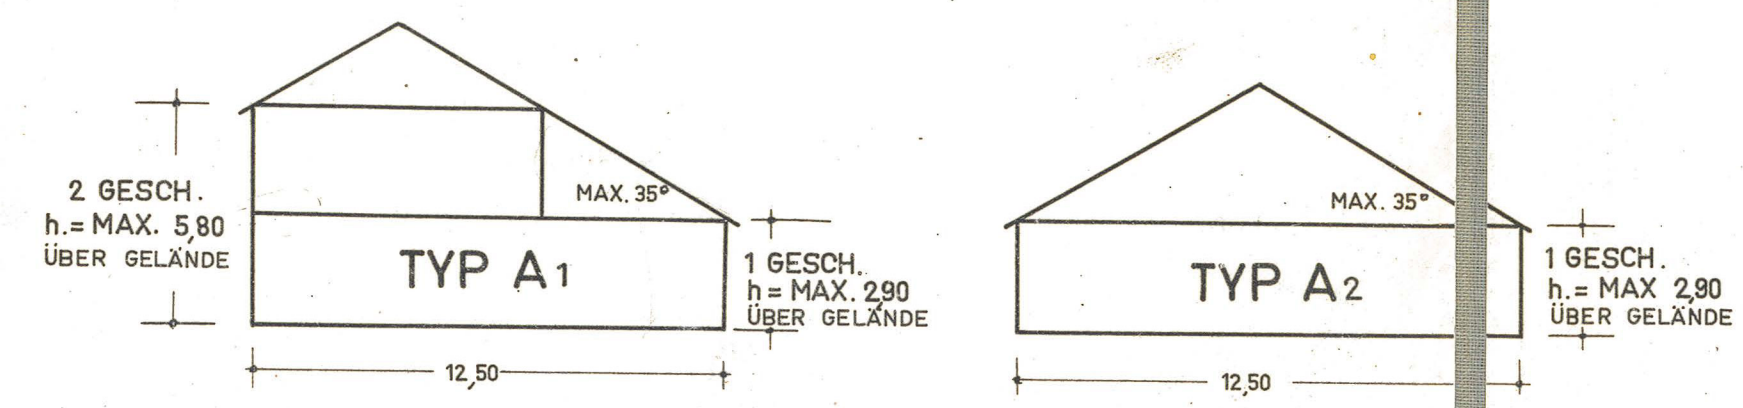 2 GESCH.
h.= MAX. 5,80
ÜBER GELÄNDE
MAX. 35°
TYP A1
1 GESCH.
h = MAX. 2,90
ÜBER GELÄNDE
12,50
MAX. 35°
TYP A2
1 GESCH.
h.= MAX 2,90
ÜBER GELÄNDE
12,50